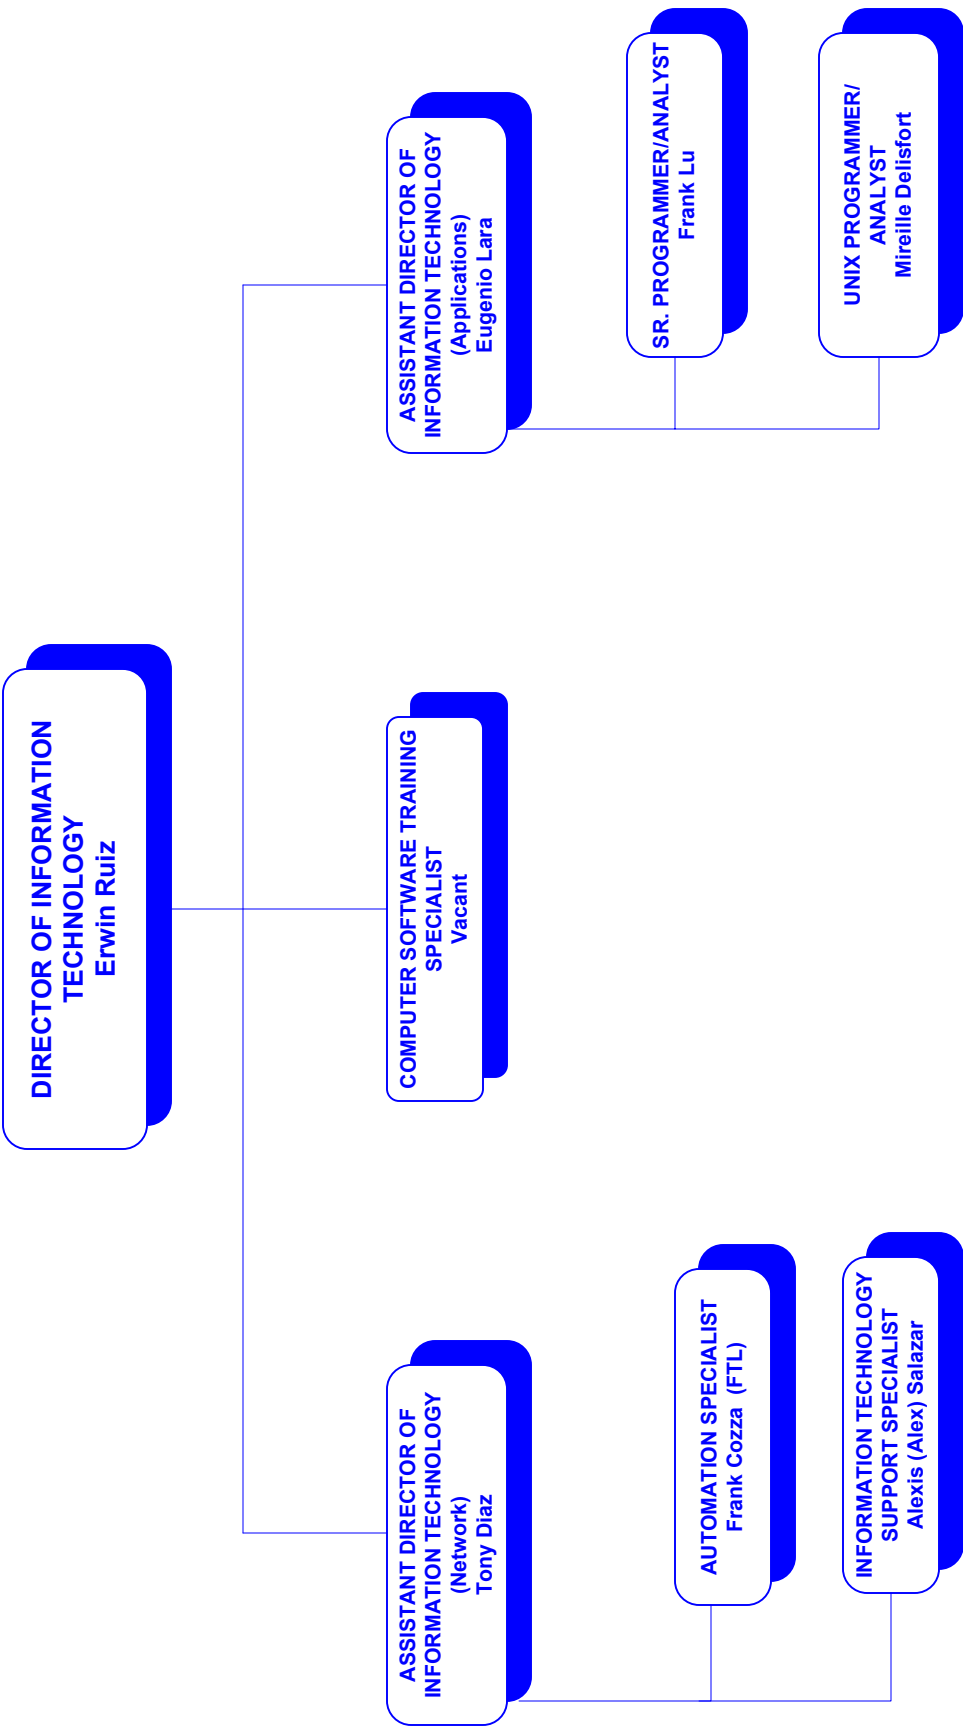 DIRECTOR OF INFORMATION
TECHNOLOGY
Erwin Ruiz
ASSISTANT DIRECTOR OF
INFORMATION TECHNOLOGY
(Network)
Tony Diaz
COMPUTER SOFTWARE TRAINING
SPECIALIST
Vacant
ASSISTANT DIRECTOR OF
INFORMATION TECHNOLOGY
(Applications)
Eugenio Lara
AUTOMATION SPECIALIST
Frank Cozza (FTL)
INFORMATION TECHNOLOGY
SUPPORT SPECIALIST
Alexis (Alex) Salazar
SR. PROGRAMMER/ANALYST
Frank Lu
UNIX PROGRAMMER/
ANALYST
Mireille Delisfort